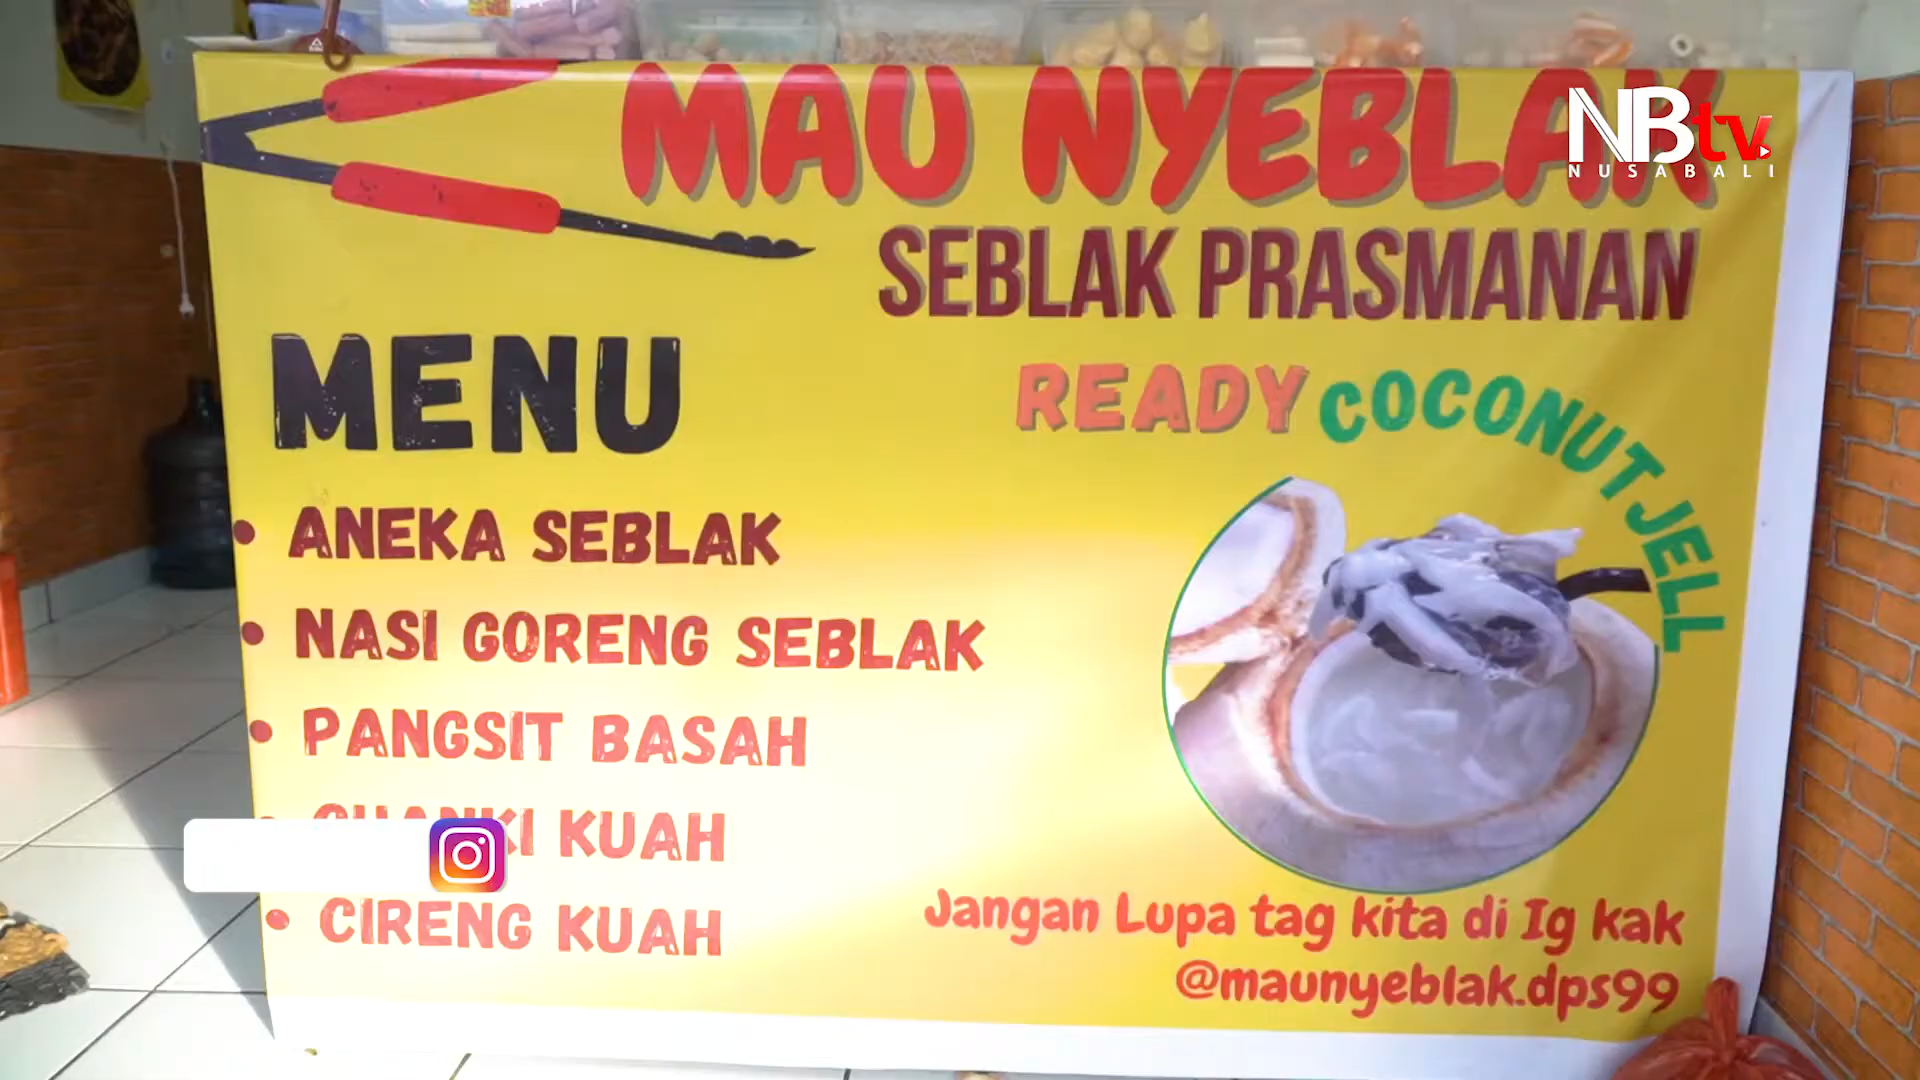 MAU NYEBLAK
NBtv
NUSABALI
SEBLAK PRASMANAN
MENU
READY COCONUT JELL
• ANEKA SEBLAK
• NASI GORENG SEBLAK
• PANGSIT BASAH
KUAH
• CIRENG KUAH
Jangan Lupa tag kita di Ig kak
@maunyeblak.dps99